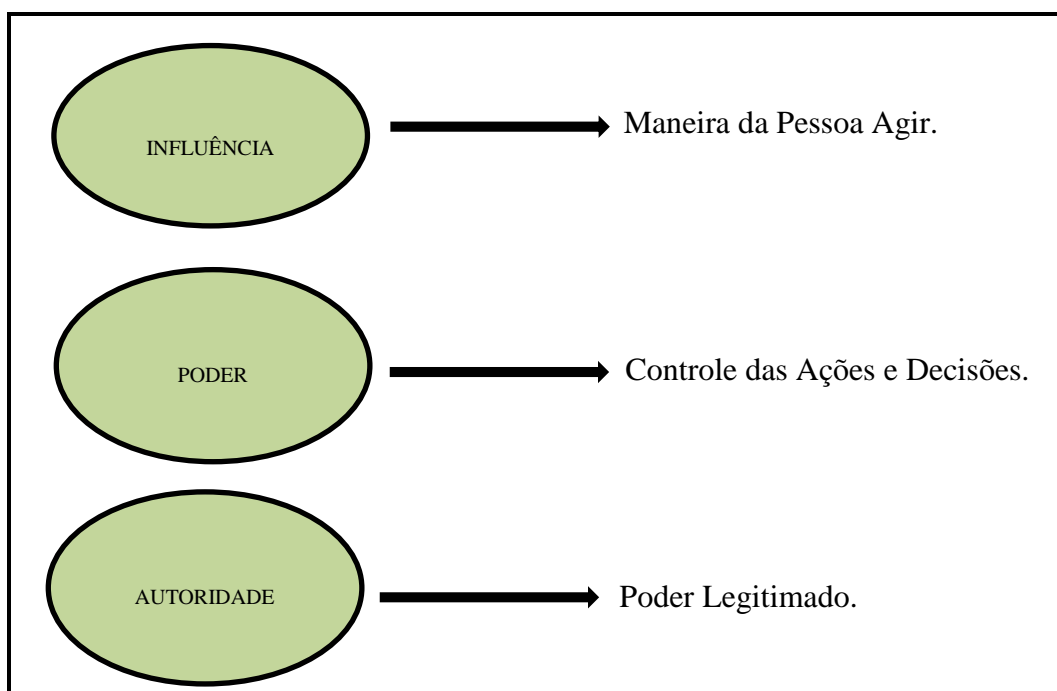 INFLUÊNCIA
Maneira da Pessoa Agir.
PODER
Controle das Ações e Decisões.
AUTORIDADE
Poder Legitimado.